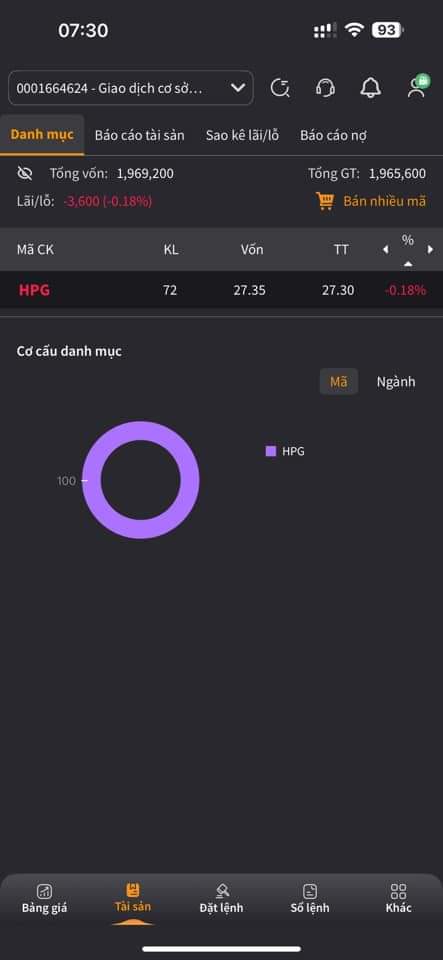 07:30
93
0001664624 - Giao dịch cơ sở...
Danh mục Báo cáo tài sản Sao kê lãi/lỗ Báo cáo nợ
Tổng vốn: 1,969,200 Tổng GT: 1,965,600
Lãi/lỗ: -3,600 (-0.18%) Bán nhiều mã
Mã CK KL Vốn TT %
HPG 72 27.35 27.30 -0.18%
Cơ cấu danh mục
Mã Ngành
HPG
100
Bảng giá Tài sản Đặt lệnh Sổ lệnh Khác